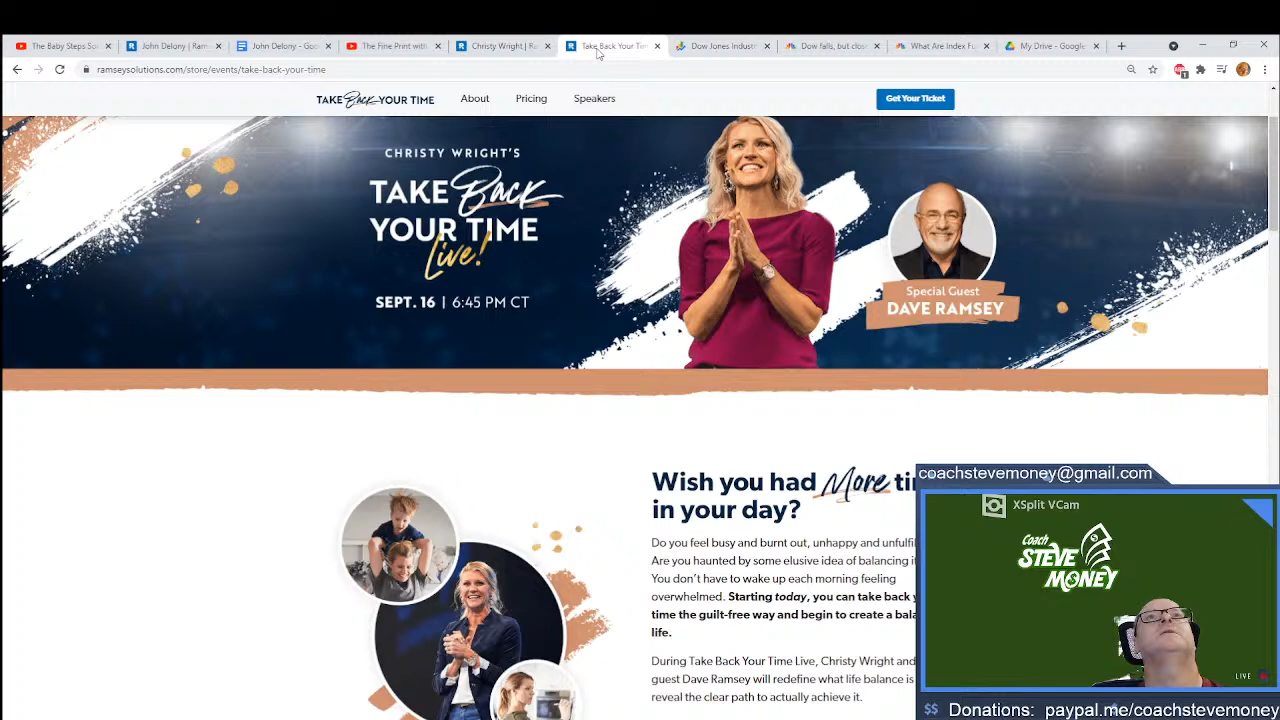 The Baby Steps So
John Delony | Ram
John Delony - Goo
The Fine Print with
Christy Wright | Ra
Take Back Your Tim
Dow Jones Industri
Dow falls, but close
What Are Index Fu
My Drive - Google
ramseysolutions.com/store/events/take-back-your-time
TAKE Back YOUR TIME
About
Pricing
Speakers
Get Your Ticket
CHRISTY WRIGHT'S
TAKE Back
YOUR TIME
Live!
SEPT. 16 | 6:45 PM CT
Special Guest
DAVE RAMSEY
Wish you had More ti
in your day?
Do you feel busy and burnt out, unhappy and unfulfi
Are you haunted by some elusive idea of balancing i
You don't have to wake up each morning feeling
overwhelmed. Starting today, you can take back y
time the guilt-free way and begin to create a bala
life.
During Take Back Your Time Live, Christy Wright and
guest Dave Ramsey will redefine what life balance is
reveal the clear path to actually achieve it.
coachstevemoney@gmail.com
XSplit VCam
Coach
STEVE
MONEY
LIVE
$$ Donations: paypal.me/coachstevemoney